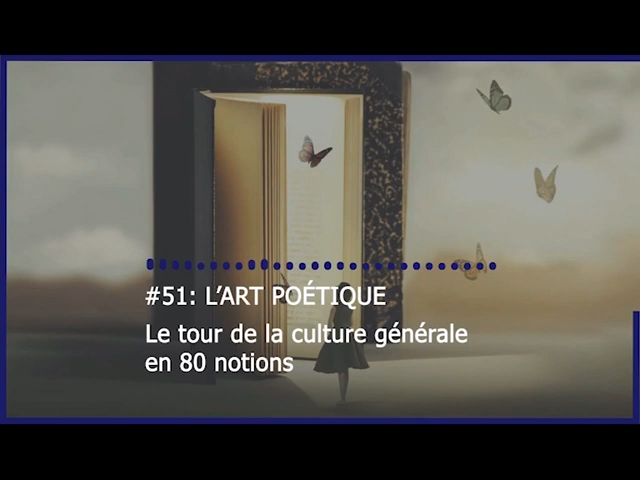 #51: L’ART POÉTIQUE
Le tour de la culture générale
en 80 notions